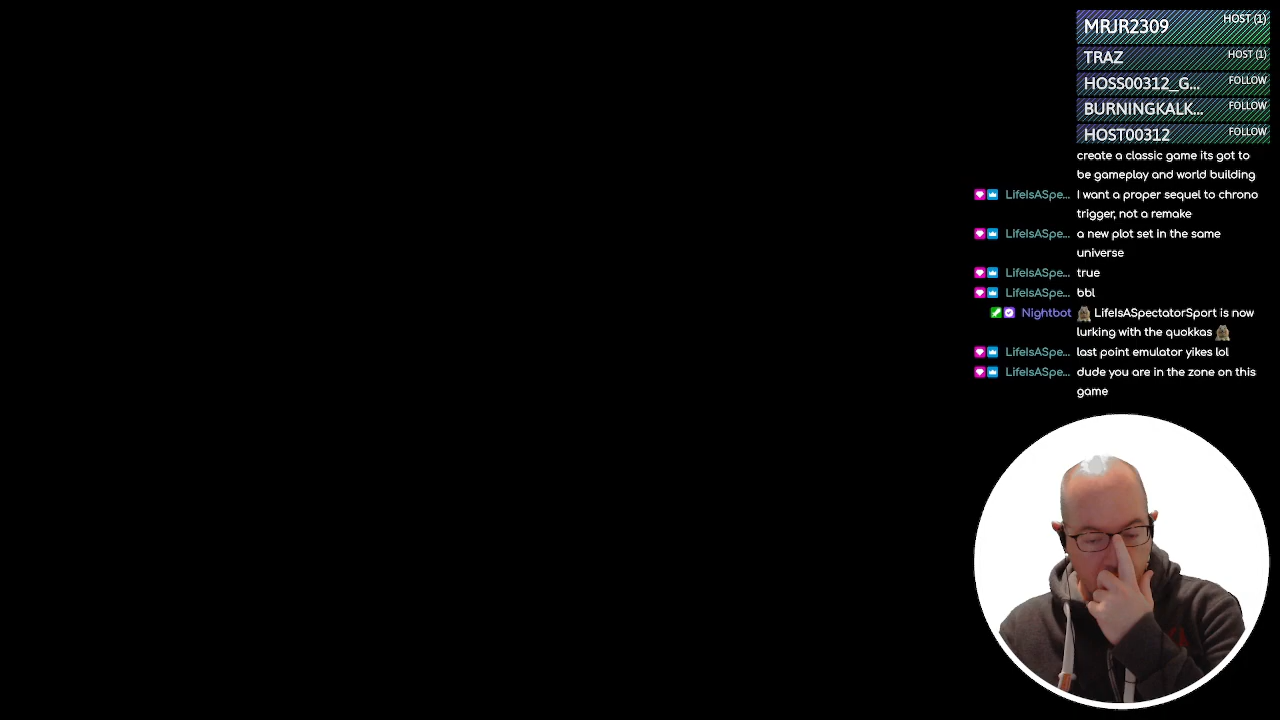 MRJR2309 HOST (1)
TRAZ HOST (1)
HOSS00312_G... FOLLOW
BURNINGKALK... FOLLOW
HOST00312 FOLLOW
create a classic game its got to
be gameplay and world building
LifeIsASpe... I want a proper sequel to chrono
trigger, not a remake
LifeIsASpe... a new plot set in the same
universe
LifeIsASpe... true
LifeIsASpe... bbl
Nightbot LifeIsASpectatorSport is now
lurking with the quokkas
LifeIsASpe... last point emulator yikes lol
LifeIsASpe... dude you are in the zone on this
game